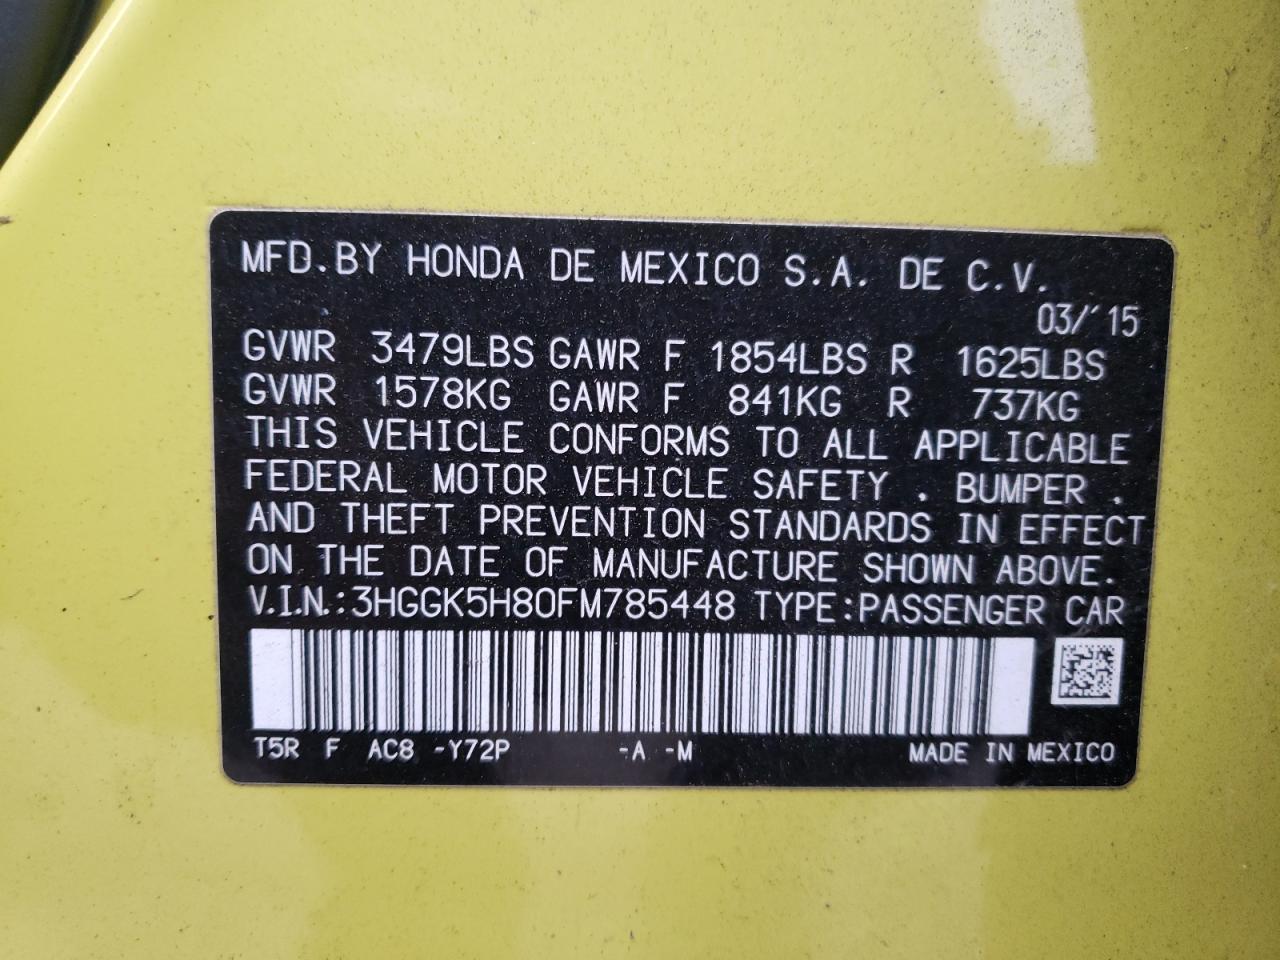 MFD.BY HONDA DE MEXICO S.A. DE C.V.
03/'15
GVWR 3479LBS GAWR F 1854LBS R 1625LBS
GVWR 1578KG GAWR F 841KG R 737KG
THIS VEHICLE CONFORMS TO ALL APPLICABLE
FEDERAL MOTOR VEHICLE SAFETY , BUMPER ,
AND THEFT PREVENTION STANDARDS IN EFFECT
ON THE DATE OF MANUFACTURE SHOWN ABOVE.
V.I.N.:3HGGK5H80FM785448 TYPE:PASSENGER CAR
T5R F AC8 -Y72P -A -M MADE IN MEXICO